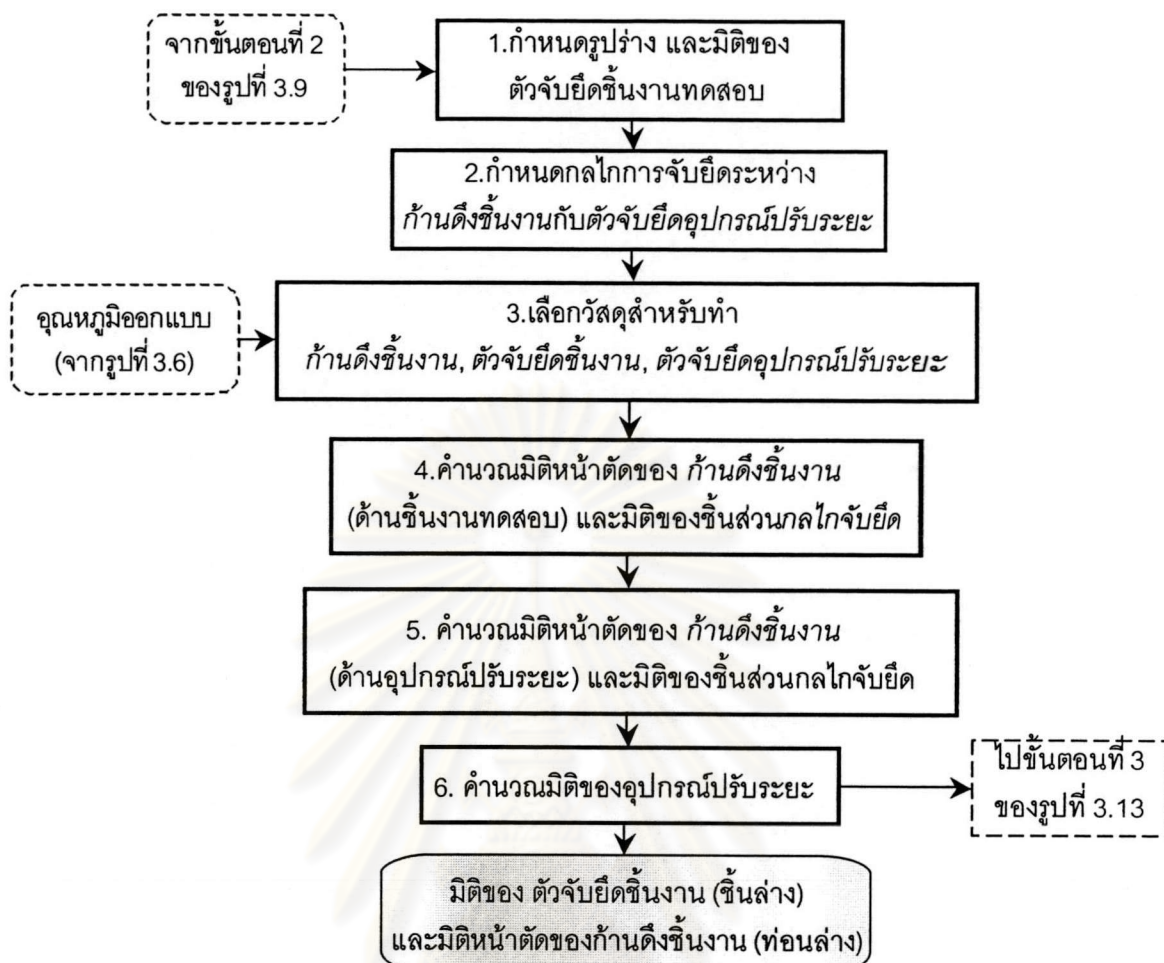 จากขั้นตอนที่ 2
ของรูปที่ 3.9
1.กำหนดรูปร่าง และมิติของ
ตัวจับยึดชิ้นงานทดสอบ
2.กำหนดกลไกการจับยึดระหว่าง
ก้านดึงชิ้นงานกับตัวจับยึดอุปกรณ์ปรับระยะ
อุณหภูมิออกแบบ
(จากรูปที่ 3.6)
3.เลือกวัสดุสำหรับทำ
ก้านดึงชิ้นงาน, ตัวจับยึดชิ้นงาน, ตัวจับยึดอุปกรณ์ปรับระยะ
4.คำนวณมิติหน้าตัดของ ก้านดึงชิ้นงาน
(ด้านชิ้นงานทดสอบ) และมิติของชิ้นส่วนกลไกจับยึด
5. คำนวณมิติหน้าตัดของ ก้านดึงชิ้นงาน
(ด้านอุปกรณ์ปรับระยะ) และมิติของชิ้นส่วนกลไกจับยึด
6. คำนวณมิติของอุปกรณ์ปรับระยะ
ไปขั้นตอนที่ 3
ของรูปที่ 3.13
มิติของ ตัวจับยึดชิ้นงาน (ชิ้นล่าง)
และมิติหน้าตัดของก้านดึงชิ้นงาน (ท่อนล่าง)